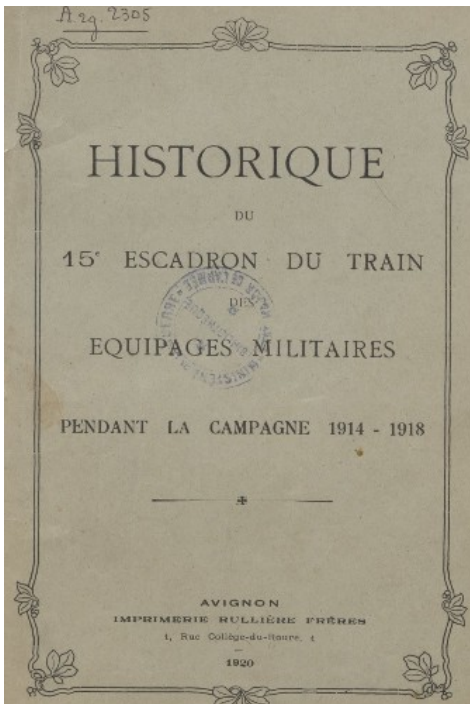 A.2g. 2305
HISTORIQUE
DU
15e ESCADRON DU TRAIN
DES
EQUIPAGES MILITAIRES
PENDANT LA CAMPAGNE 1914 - 1918
AVIGNON
IMPRIMERIE RULLIÈRE FRÈRES
1, Rue Collège-du-Roure, 1
1920